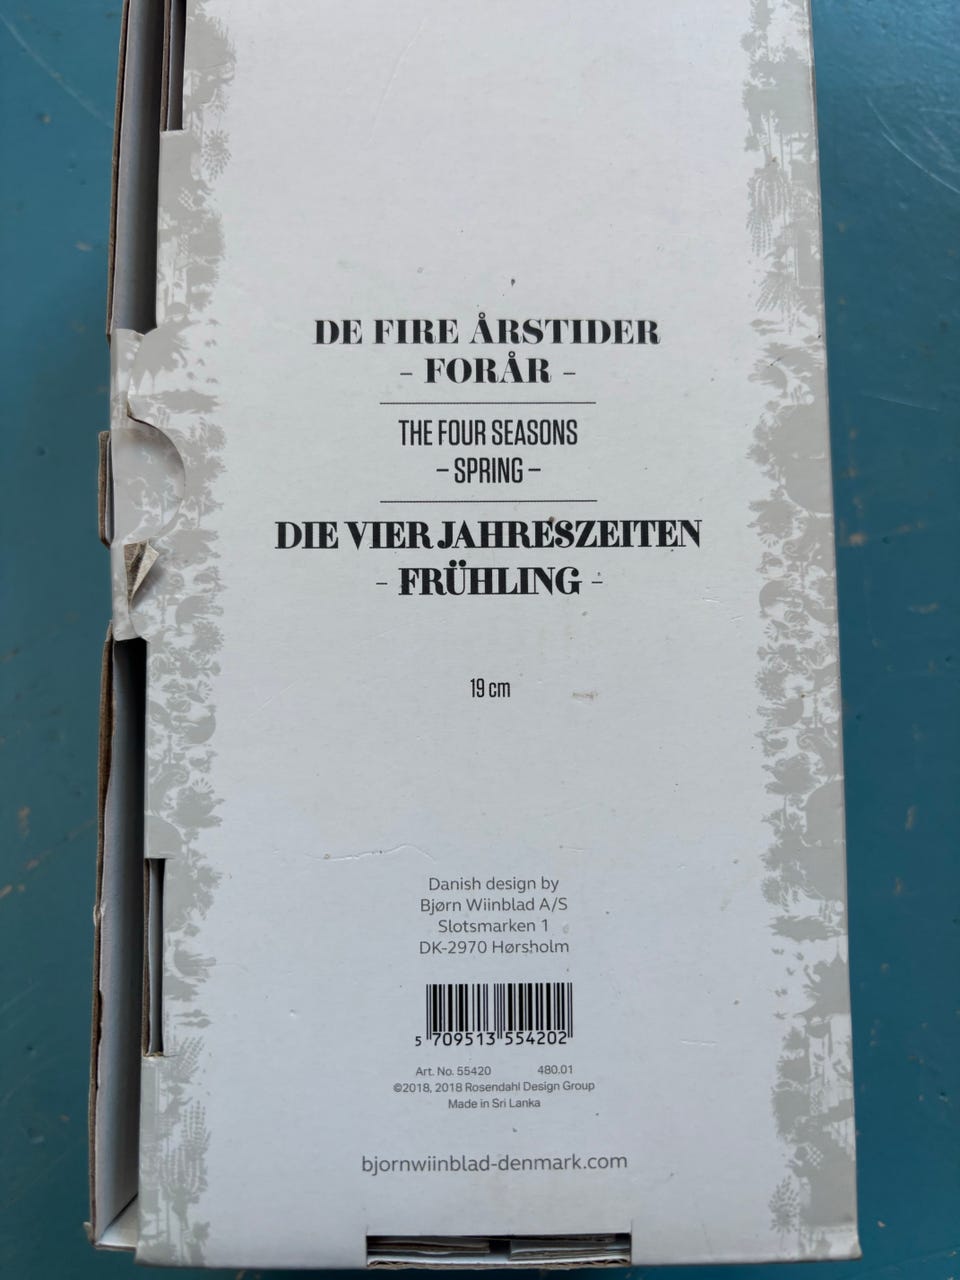 DE FIRE ÅRSTIDER
– FORÅR –
THE FOUR SEASONS
– SPRING –
DIE VIER JAHRESZEITEN
– FRÜHLING –
19 cm
Danish design by
Bjørn Wiinblad A/S
Slotsmarken 1
DK-2970 Hørsholm
5 709513 554202
Art. No. 55420 480.01
©2018, 2018 Rosendahl Design Group
Made in Sri Lanka
bjornwiinblad-denmark.com